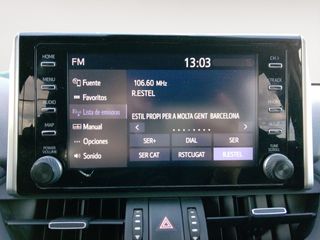 FM
13:03
HOME
MENU
AUDIO
MAP
POWER
VOLUME
Fuente
Favoritos
Lista de emisoras
Manual
Opciones
Sonido
106.60 MHz
R.ESTEL
ESTIL PROPI PER A MOLTA GENT BARCELONA
SER+
DIAL
SER
SER CAT
RSTCUGAT
R.ESTEL
TRACK
TUNE
SCROLL